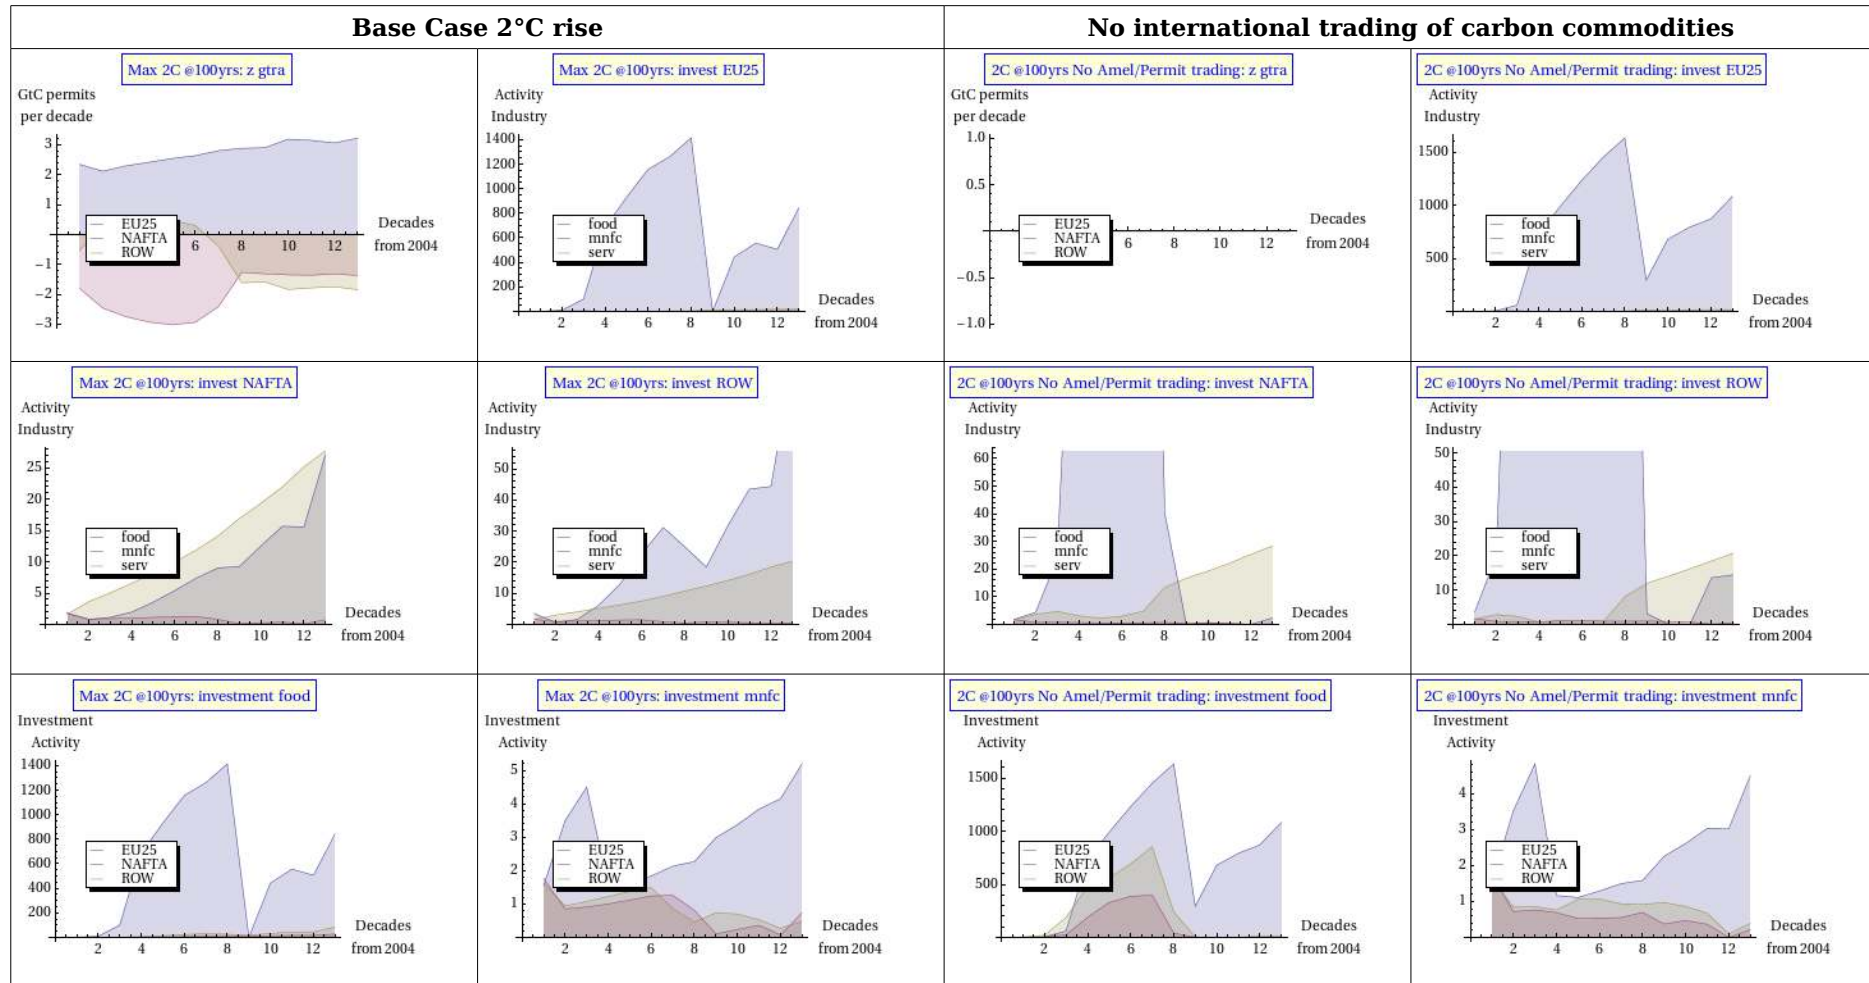 Base Case 2°C rise
No international trading of carbon commodities
Max 2C @100yrs: z gtra
GtC permits
per decade
3
2
1
−1
−2
−3
6
8
10
12
EU25
NAFTA
ROW
Decades
from 2004
Max 2C @100yrs: invest EU25
Activity
Industry
1400
1200
1000
800
600
400
200
2
4
6
8
10
12
food
mnfc
serv
Decades
from 2004
2C @100yrs No Amel/Permit trading: z gtra
GtC permits
per decade
1.0
0.5
−0.5
−1.0
6
8
10
12
EU25
NAFTA
ROW
Decades
from 2004
2C @100yrs No Amel/Permit trading: invest EU25
Activity
Industry
1500
1000
500
2
4
6
8
10
12
food
mnfc
serv
Decades
from 2004
Max 2C @100yrs: invest NAFTA
Activity
Industry
25
20
15
10
5
2
4
6
8
10
12
food
mnfc
serv
Decades
from 2004
Max 2C @100yrs: invest ROW
Activity
Industry
50
40
30
20
10
2
4
6
8
10
12
food
mnfc
serv
Decades
from 2004
2C @100yrs No Amel/Permit trading: invest NAFTA
Activity
Industry
60
50
40
30
20
10
2
4
6
8
10
12
food
mnfc
serv
Decades
from 2004
2C @100yrs No Amel/Permit trading: invest ROW
Activity
Industry
50
40
30
20
10
2
4
6
8
10
12
food
mnfc
serv
Decades
from 2004
Max 2C @100yrs: investment food
Investment
Activity
1400
1200
1000
800
600
400
200
2
4
6
8
10
12
EU25
NAFTA
ROW
Decades
from 2004
Max 2C @100yrs: investment mnfc
Investment
Activity
5
4
3
2
1
2
4
6
8
10
12
EU25
NAFTA
ROW
Decades
from 2004
2C @100yrs No Amel/Permit trading: investment food
Investment
Activity
1500
1000
500
2
4
6
8
10
12
EU25
NAFTA
ROW
Decades
from 2004
2C @100yrs No Amel/Permit trading: investment mnfc
Investment
Activity
4
3
2
1
2
4
6
8
10
12
EU25
NAFTA
ROW
Decades
from 2004